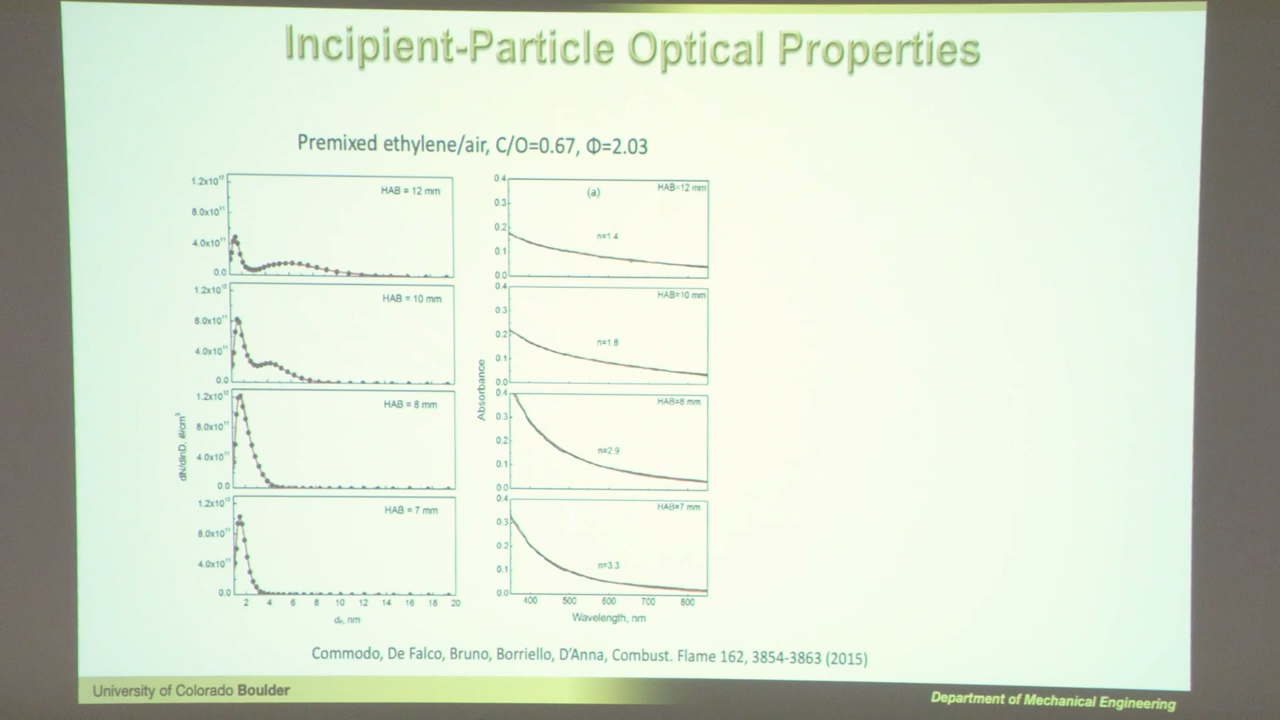 Incipient-Particle Optical Properties
Premixed ethylene/air, C/O=0.67, Φ=2.03
1.2x10¹²
8.0x10¹¹
4.0x10¹¹
0.0
HAB = 12 mm
1.2x10¹²
8.0x10¹¹
4.0x10¹¹
0.0
HAB = 10 mm
1.2x10¹²
8.0x10¹¹
4.0x10¹¹
0.0
HAB = 8 mm
1.2x10¹²
8.0x10¹¹
4.0x10¹¹
0.0
HAB = 7 mm
dN/dlnD, #/cm³
2 4 6 8 10 12 14 16 18 20
dₚ, nm
0.4
0.3
0.2
0.1
0.0
(a)
HAB=12 mm
n=1.4
0.4
0.3
0.2
0.1
0.0
HAB=10 mm
n=1.8
0.4
0.3
0.2
0.1
0.0
HAB=8 mm
n=2.9
0.4
0.3
0.2
0.1
0.0
HAB=7 mm
n=3.3
Absorbance
400 500 600 700 800
Wavelength, nm
Commodo, De Falco, Bruno, Borriello, D'Anna, Combust. Flame 162, 3854-3863 (2015)
University of Colorado Boulder
Department of Mechanical Engineering